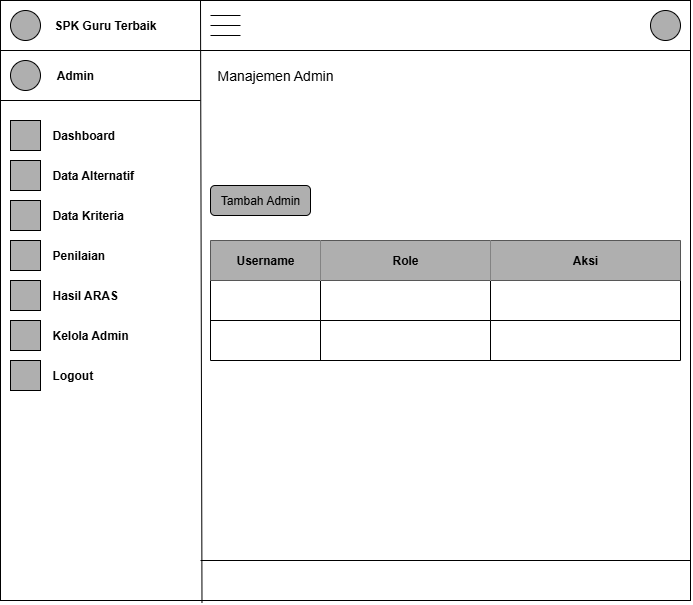 SPK Guru Terbaik
Admin
Dashboard
Data Alternatif
Data Kriteria
Penilaian
Hasil ARAS
Kelola Admin
Logout
Manajemen Admin
Tambah Admin
Username Role Aksi